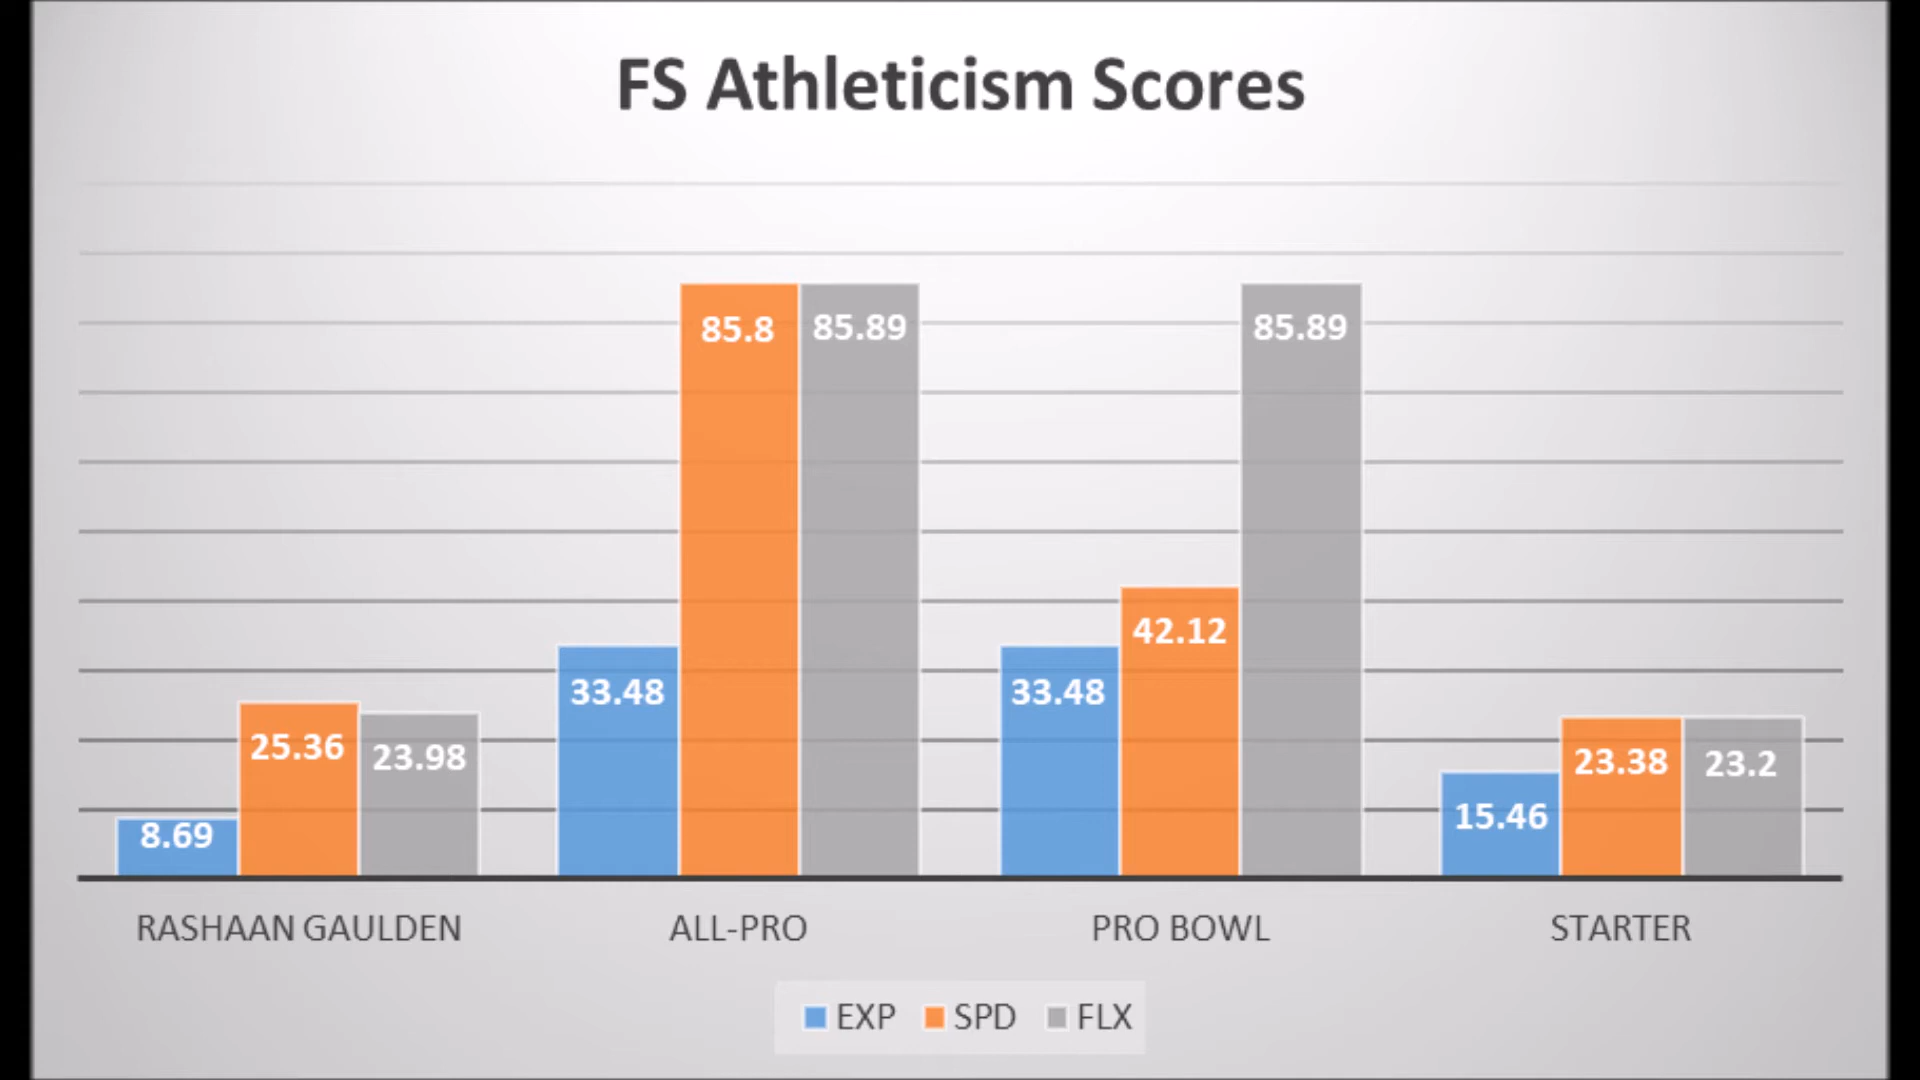 FS Athleticism Scores
85.8 85.89 85.89
42.12
33.48 33.48
25.36 23.98 23.38 23.2
15.46
8.69
RASHAAN GAULDEN ALL-PRO PRO BOWL STARTER
EXP SPD FLX